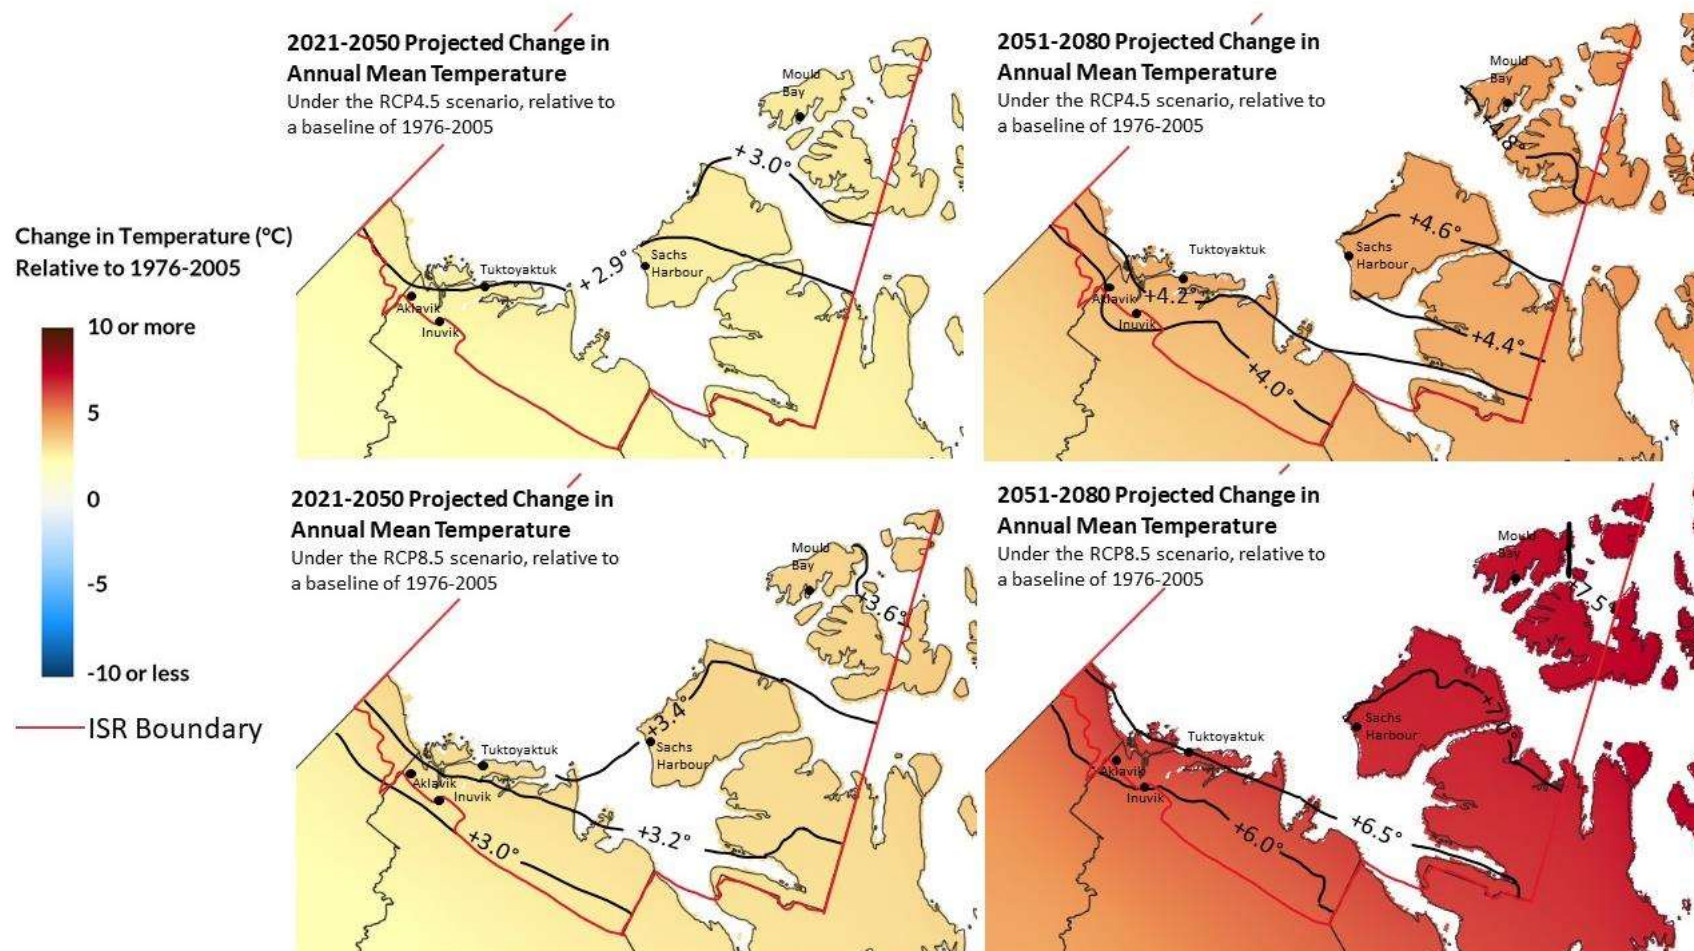 2021-2050 Projected Change in
Annual Mean Temperature
Under the RCP4.5 scenario, relative to
a baseline of 1976-2005
Mould
Bay
+3.0°
+2.9°
Sachs
Harbour
Tuktoyaktuk
Aklavik
Inuvik
2051-2080 Projected Change in
Annual Mean Temperature
Under the RCP4.5 scenario, relative to
a baseline of 1976-2005
Mould
Bay
+4.8°
+4.6°
Sachs
Harbour
Tuktoyaktuk
Aklavik
+4.2°
Inuvik
+4.4°
+4.0°
Change in Temperature (°C)
Relative to 1976-2005
10 or more
5
0
-5
-10 or less
ISR Boundary
2021-2050 Projected Change in
Annual Mean Temperature
Under the RCP8.5 scenario, relative to
a baseline of 1976-2005
Mould
Bay
+3.6°
+3.4°
Sachs
Harbour
Tuktoyaktuk
Aklavik
Inuvik
+3.2°
+3.0°
2051-2080 Projected Change in
Annual Mean Temperature
Under the RCP8.5 scenario, relative to
a baseline of 1976-2005
Mould
Bay
+7.5°
+7.0°
Sachs
Harbour
Tuktoyaktuk
Aklavik
Inuvik
+6.5°
+6.0°